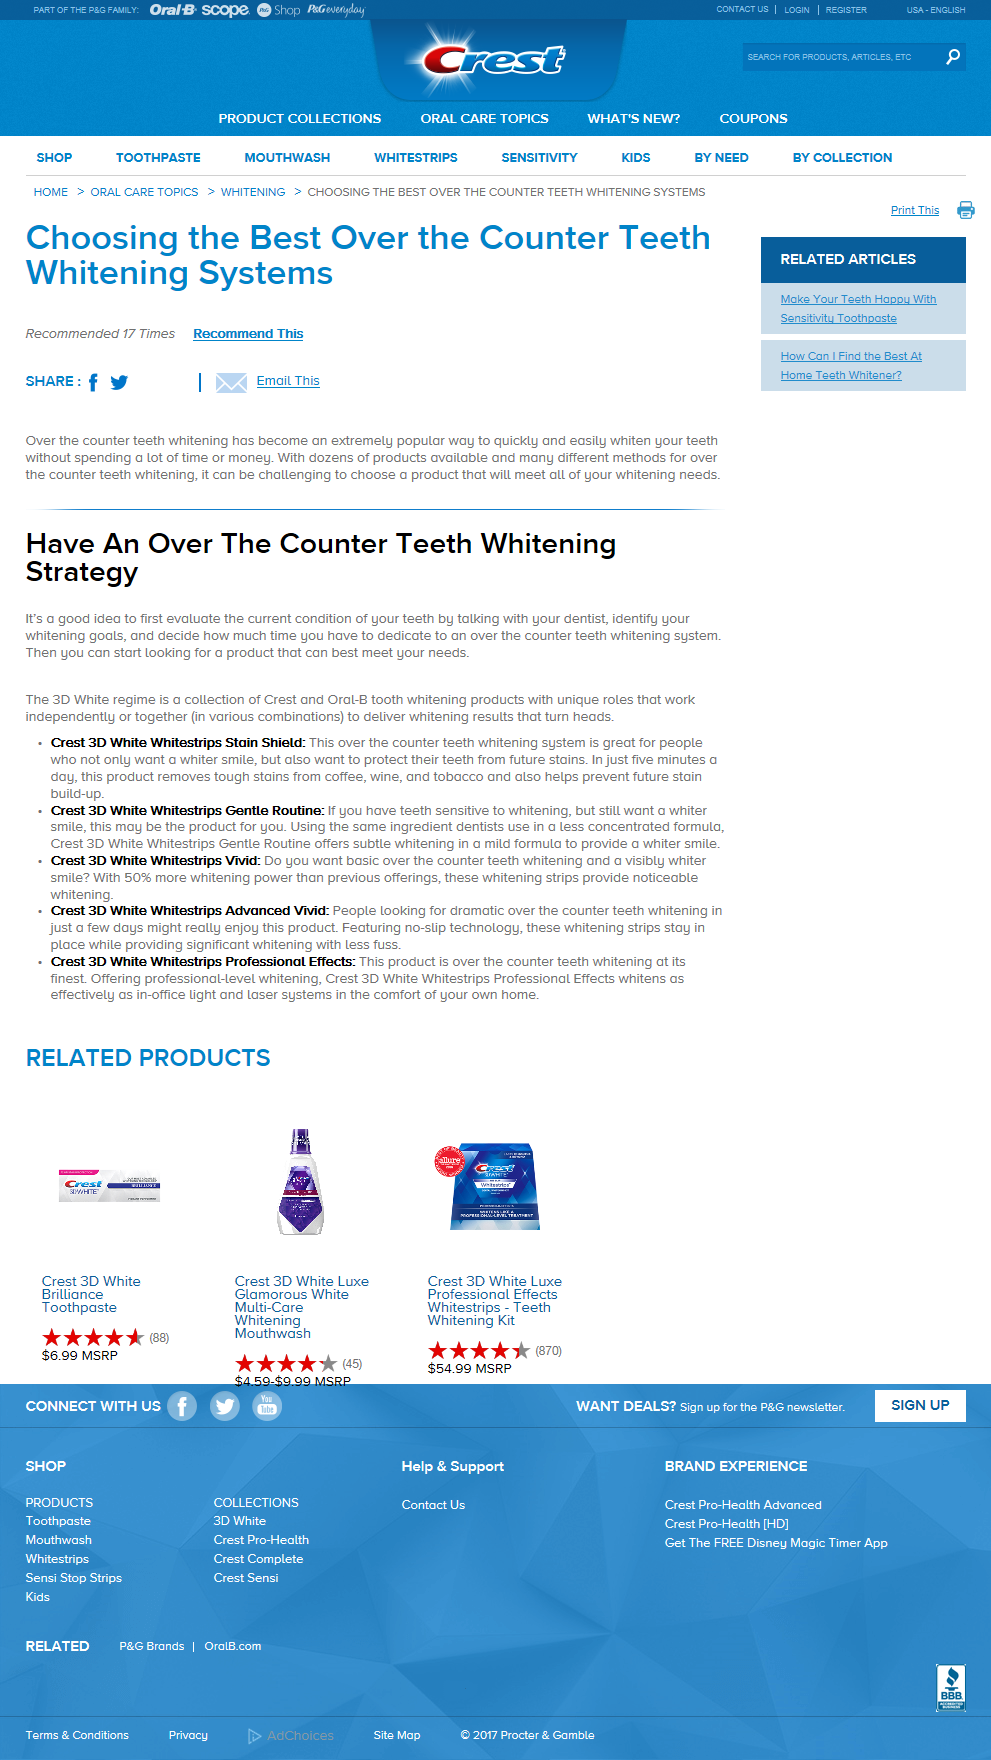 PART OF THE P&G FAMILY: Oral-B scope. P&G Shop P&G everyday
CONTACT US | LOGIN | REGISTER USA - ENGLISH
Crest
SEARCH FOR PRODUCTS, ARTICLES, ETC
PRODUCT COLLECTIONS ORAL CARE TOPICS WHAT'S NEW? COUPONS
SHOP TOOTHPASTE MOUTHWASH WHITESTRIPS SENSITIVITY KIDS BY NEED BY COLLECTION
HOME > ORAL CARE TOPICS > WHITENING > CHOOSING THE BEST OVER THE COUNTER TEETH WHITENING SYSTEMS
Print This
Choosing the Best Over the Counter Teeth
Whitening Systems
RELATED ARTICLES
Make Your Teeth Happy With
Sensitivity Toothpaste
How Can I Find the Best At
Home Teeth Whitener?
Recommended 17 Times Recommend This
SHARE : | Email This
Over the counter teeth whitening has become an extremely popular way to quickly and easily whiten your teeth
without spending a lot of time or money. With dozens of products available and many different methods for over
the counter teeth whitening, it can be challenging to choose a product that will meet all of your whitening needs.
Have An Over The Counter Teeth Whitening
Strategy
It's a good idea to first evaluate the current condition of your teeth by talking with your dentist, identify your
whitening goals, and decide how much time you have to dedicate to an over the counter teeth whitening system.
Then you can start looking for a product that can best meet your needs.
The 3D White regime is a collection of Crest and Oral-B tooth whitening products with unique roles that work
independently or together (in various combinations) to deliver whitening results that turn heads.
• Crest 3D White Whitestrips Stain Shield: This over the counter teeth whitening system is great for people
who not only want a whiter smile, but also want to protect their teeth from future stains. In just five minutes a
day, this product removes tough stains from coffee, wine, and tobacco and also helps prevent future stain
build-up.
• Crest 3D White Whitestrips Gentle Routine: If you have teeth sensitive to whitening, but still want a whiter
smile, this may be the product for you. Using the same ingredient dentists use in a less concentrated formula,
Crest 3D White Whitestrips Gentle Routine offers subtle whitening in a mild formula to provide a whiter smile.
• Crest 3D White Whitestrips Vivid: Do you want basic over the counter teeth whitening and a visibly whiter
smile? With 50% more whitening power than previous offerings, these whitening strips provide noticeable
whitening.
• Crest 3D White Whitestrips Advanced Vivid: People looking for dramatic over the counter teeth whitening in
just a few days might really enjoy this product. Featuring no-slip technology, these whitening strips stay in
place while providing significant whitening with less fuss.
• Crest 3D White Whitestrips Professional Effects: This product is over the counter teeth whitening at its
finest. Offering professional-level whitening, Crest 3D White Whitestrips Professional Effects whitens as
effectively as in-office light and laser systems in the comfort of your own home.
RELATED PRODUCTS
Crest
3D WHITE
BRILLIANCE
allure
Crest
3D WHITE
Whitestrips
PROFESSIONAL-LEVEL TREATMENT
Crest 3D White
Brilliance
Toothpaste
(88)
$6.99 MSRP
Crest 3D White Luxe
Glamorous White
Multi-Care
Whitening
Mouthwash
(45)
$4.59-$9.99 MSRP
Crest 3D White Luxe
Professional Effects
Whitestrips - Teeth
Whitening Kit
(870)
$54.99 MSRP
CONNECT WITH US You Tube
WANT DEALS? Sign up for the P&G newsletter. SIGN UP
SHOP
PRODUCTS
Toothpaste
Mouthwash
Whitestrips
Sensi Stop Strips
Kids
COLLECTIONS
3D White
Crest Pro-Health
Crest Complete
Crest Sensi
Help & Support
Contact Us
BRAND EXPERIENCE
Crest Pro-Health Advanced
Crest Pro-Health [HD]
Get The FREE Disney Magic Timer App
RELATED P&G Brands | OralB.com
BBB
ACCREDITED
BUSINESS
Terms & Conditions Privacy AdChoices Site Map © 2017 Procter & Gamble